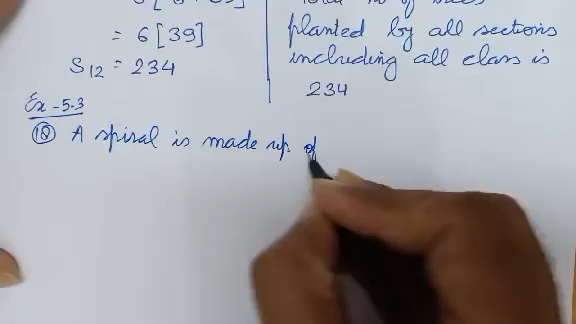 = 6[39]
S12 = 234
planted by all sections
including all class is
234
Ex-5.3
18 A spiral is made up of